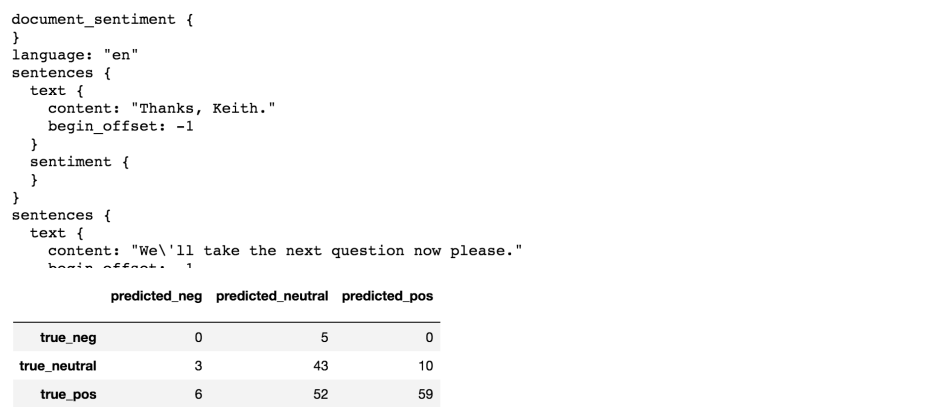 document_sentiment {
}
language: "en"
sentences {
  text {
    content: "Thanks, Keith."
    begin_offset: -1
  }
  sentiment {
  }
}
sentences {
  text {
    content: "We\'ll take the next question now please."
    begin_offset: -1
predicted_neg predicted_neutral predicted_pos
true_neg 0 5 0
true_neutral 3 43 10
true_pos 6 52 59